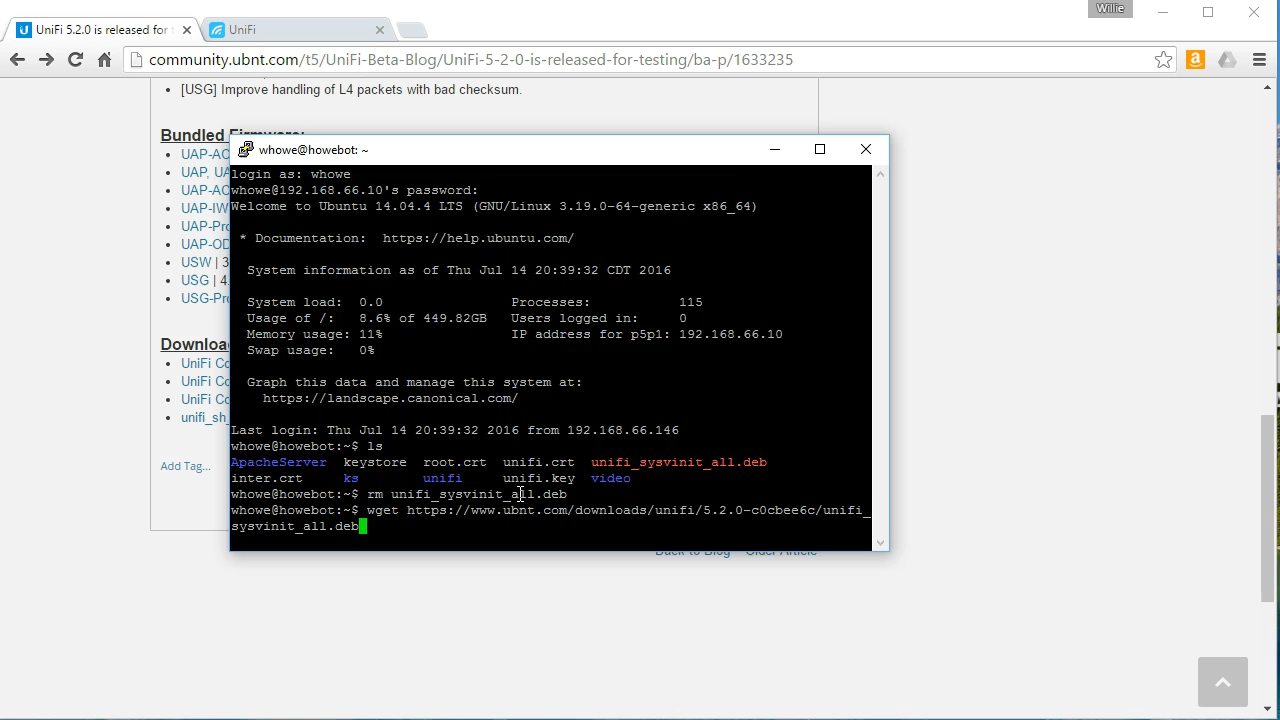 Willie
UniFi 5.2.0 is released for
UniFi
community.ubnt.com/t5/UniFi-Beta-Blog/UniFi-5-2-0-is-released-for-testing/ba-p/1633235
[USG] Improve handling of L4 packets with bad checksum.
Bundled Firmware:
UAP-AC
UAP, UA
UAP-AC
UAP-IW
UAP-Pro
UAP-OD
USW | 3
USG | 4.
USG-Pro
Downloa
UniFi Co
UniFi Co
UniFi Co
unifi_sh_
Add Tag...
whowe@howebot: ~
login as: whowe
whowe@192.168.66.10's password:
Welcome to Ubuntu 14.04.4 LTS (GNU/Linux 3.19.0-64-generic x86_64)
* Documentation:  https://help.ubuntu.com/
System information as of Thu Jul 14 20:39:32 CDT 2016
System load:  0.0                Processes:           115
Usage of /:   8.6% of 449.82GB   Users logged in:     0
Memory usage: 11%                IP address for p5p1: 192.168.66.10
Swap usage:   0%
Graph this data and manage this system at:
https://landscape.canonical.com/
Last login: Thu Jul 14 20:39:32 2016 from 192.168.66.146
whowe@howebot:~$ ls
ApacheServer  keystore  root.crt  unifi.crt  unifi_sysvinit_all.deb
inter.crt     ks        unifi     unifi.key  video
whowe@howebot:~$ rm unifi_sysvinit_all.deb
whowe@howebot:~$ wget https://www.ubnt.com/downloads/unifi/5.2.0-c0cbee6c/unifi_
sysvinit_all.deb
Back to Blog Older Article